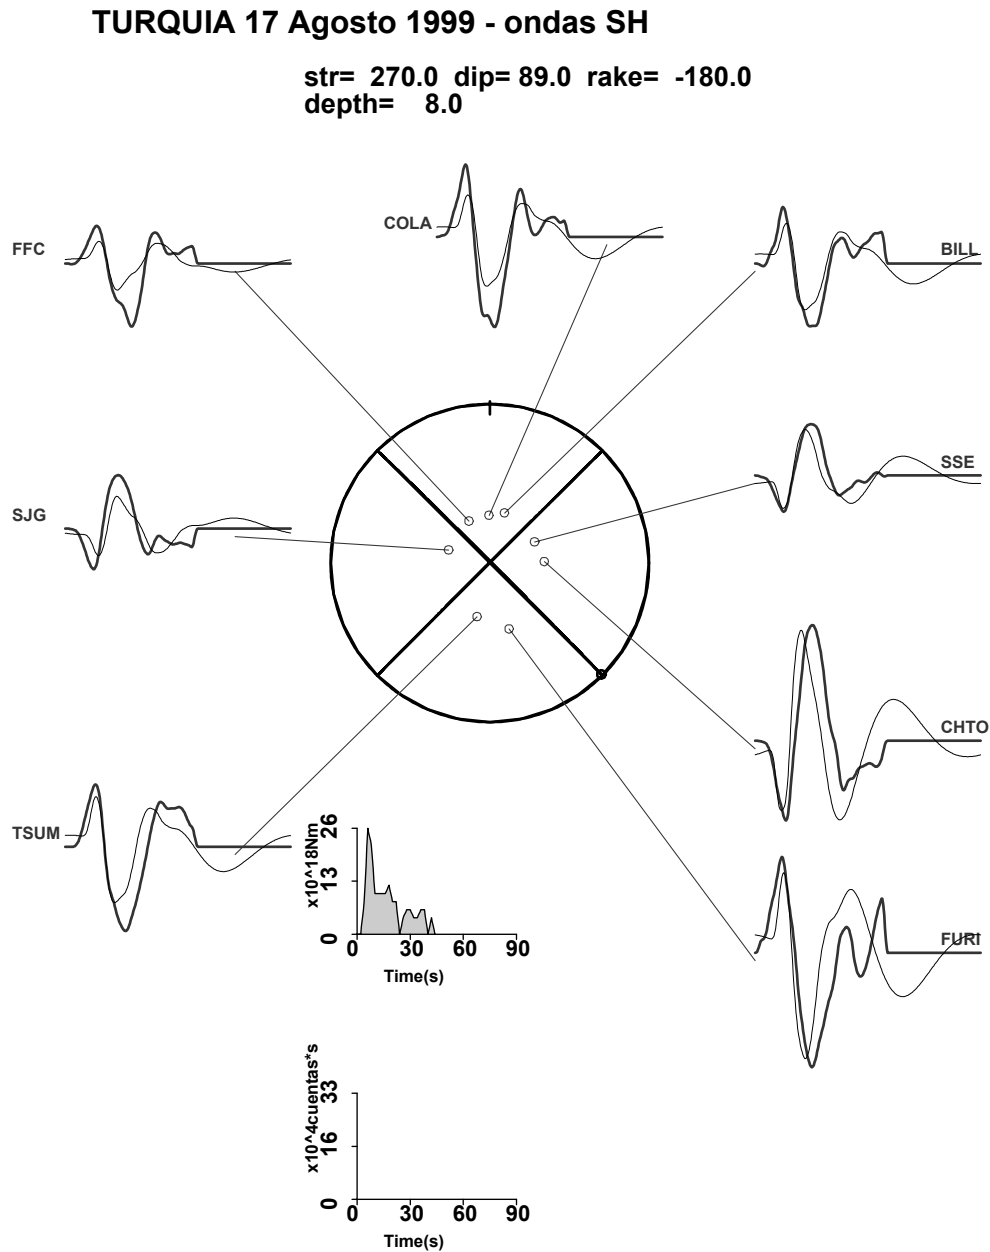 TURQUIA 17 Agosto 1999 - ondas SH
str= 270.0 dip= 89.0 rake= -180.0
depth= 8.0
COLA
FFC
BILL
SSE
SJG
CHTO
TSUM
FURI
x10^18Nm
26
13
0
0 30 60 90
Time(s)
x10^4cuentas*s
33
16
0
0 30 60 90
Time(s)